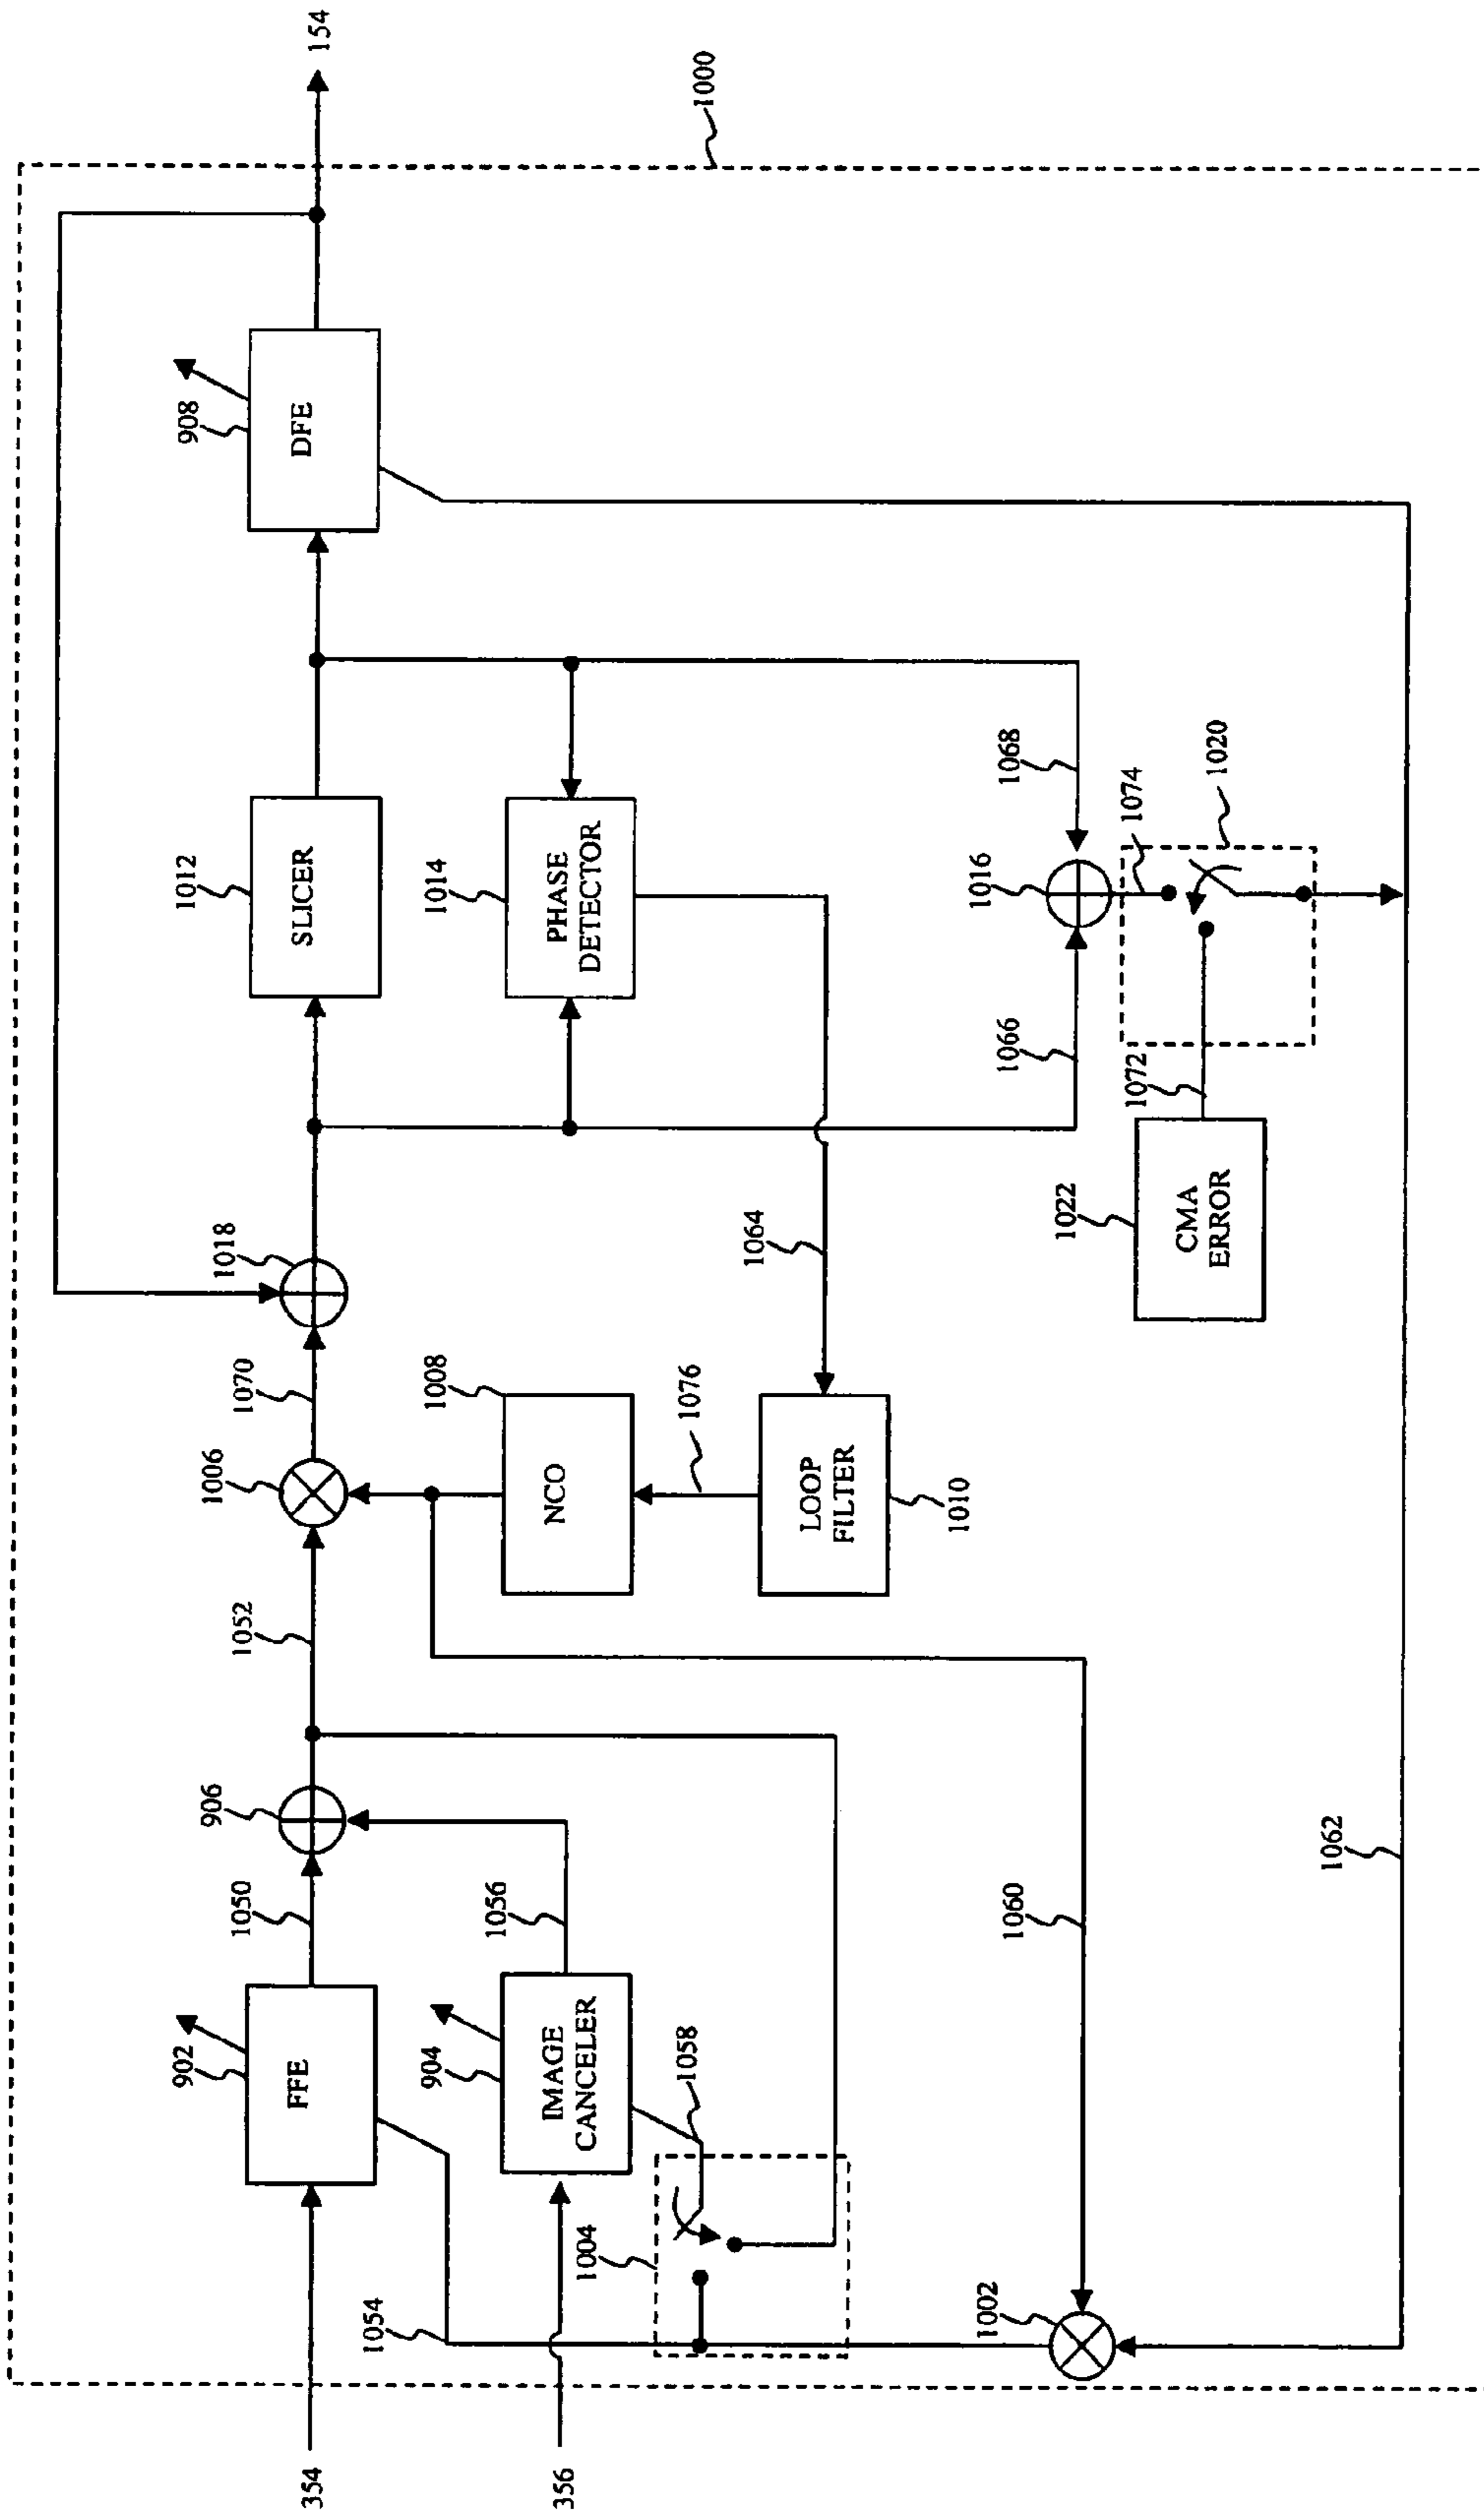 354
356
902
FFE
1050
906
1052
1006
1070
1018
1012
SLICER
908
DFE
154
1000
904
IMAGE
CANCELER
1056
1054
1004
1058
1008
NCO
1076
LOOP
FILTER
1010
1014
PHASE
DETECTOR
1064
1060
1002
1062
1022
CMA
ERROR
1072
1066
1016
1068
1074
1020